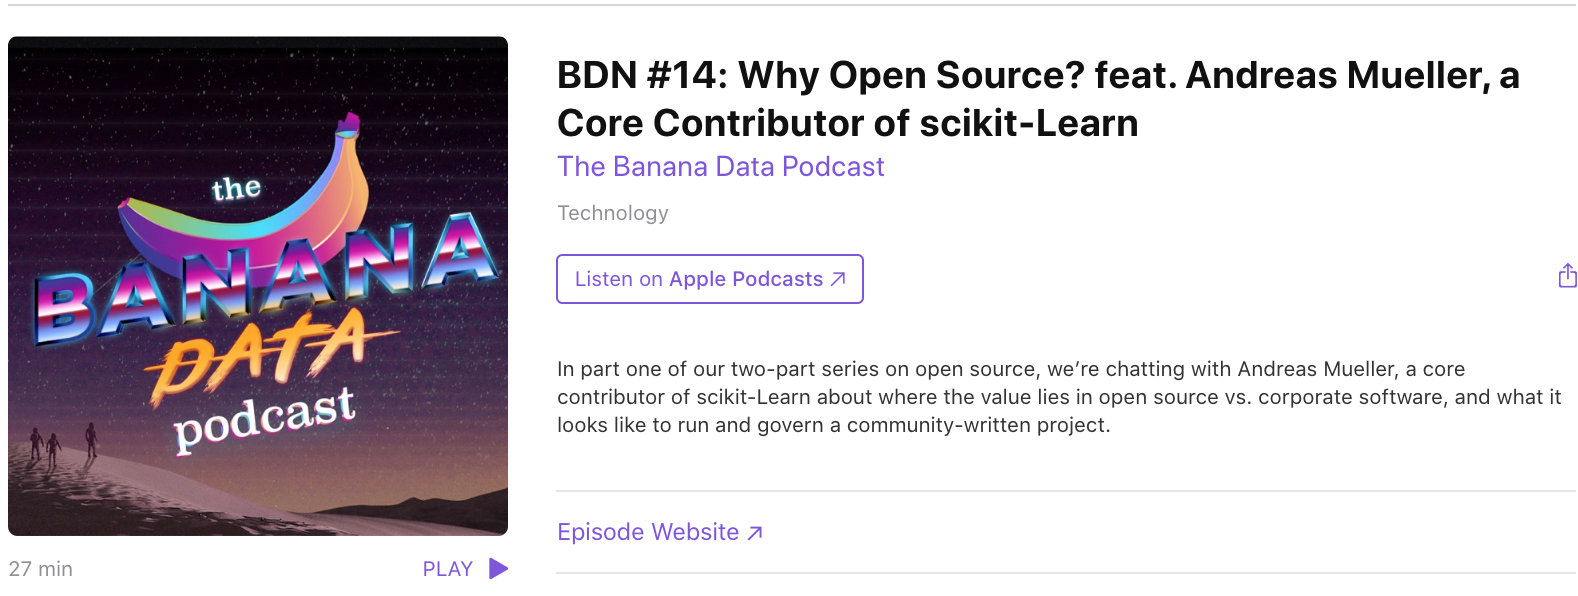 the
BANANA
DATA
podcast
27 min
PLAY
BDN #14: Why Open Source? feat. Andreas Mueller, a
Core Contributor of scikit-Learn
The Banana Data Podcast
Technology
Listen on Apple Podcasts ↗
In part one of our two-part series on open source, we’re chatting with Andreas Mueller, a core
contributor of scikit-Learn about where the value lies in open source vs. corporate software, and what it
looks like to run and govern a community-written project.
Episode Website ↗